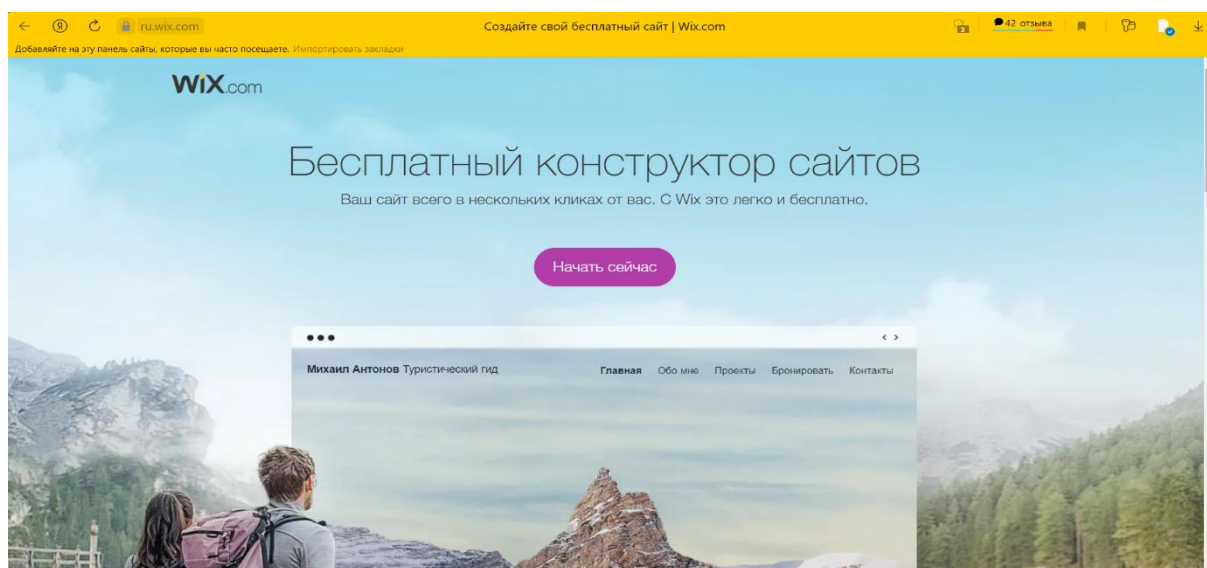 ru.wix.com Создайте свой бесплатный сайт | Wix.com 42 отзыва
Добавляйте на эту панель сайты, которые вы часто посещаете. Импортировать закладки
WiX.com
Бесплатный конструктор сайтов
Ваш сайт всего в нескольких кликах от вас. С Wix это легко и бесплатно.
Начать сейчас
Михаил Антонов Туристический гид Главная Обо мне Проекты Бронировать Контакты